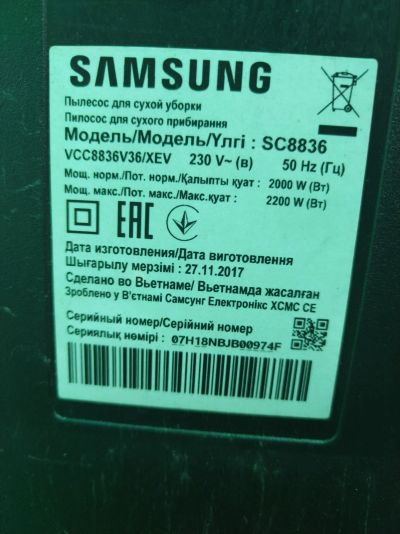 SAMSUNG
Пылесос для сухой уборки
Пилосос для сухого прибирання
Модель/Модель/Үлгі : SC8836
VCC8836V36/XEV 230 V~ (в) 50 Hz (Гц)
Мощ. норм./Пот. норм./Қалыпты қуат : 2000 W (Вт)
Мощ. макс./Пот. макс./Макс.қуат : 2200 W (Вт)
EAC
Дата изготовления/Дата виготовлення
Шығарылу мерзімі : 27.11.2017
Сделано во Вьетнаме/ Вьетнамда жасалған
Зроблено у В'єтнамі Самсунг Електронікс ХСМС СЕ
Серийный номер/Серійний номер
Сериялық нөмірі : 07H18NBJB00974F